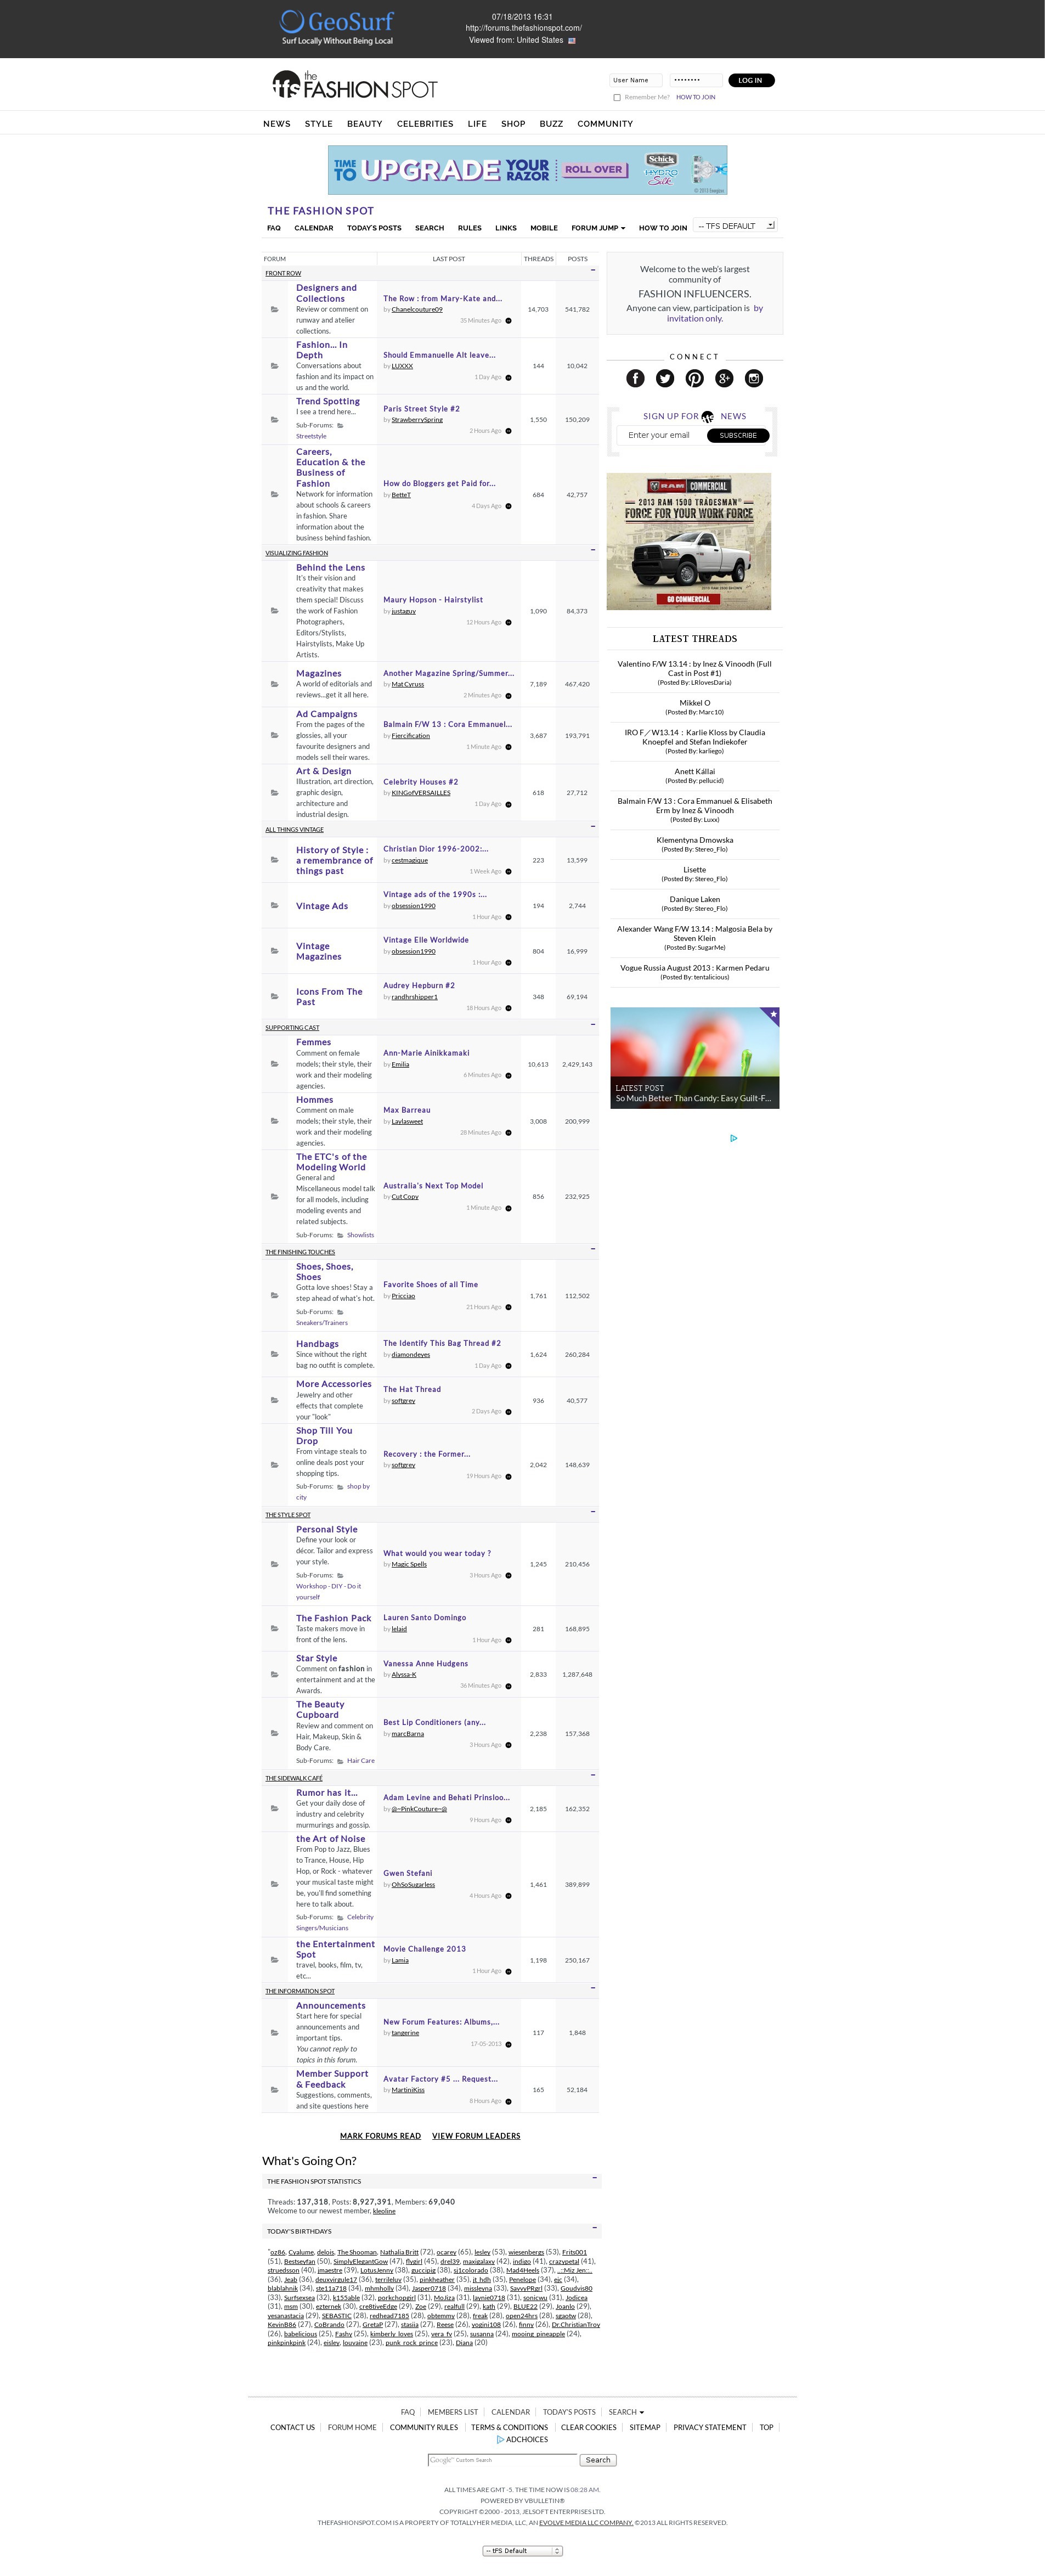 GeoSurf
Surf Locally Without Being Local
07/18/2013 16:31
http://forums.thefashionspot.com/
Viewed from: United States
the FASHION SPOT
User Name
••••••••
LOG IN
Remember Me? HOW TO JOIN
NEWS STYLE BEAUTY CELEBRITIES LIFE SHOP BUZZ COMMUNITY
TIME TO UPGRADE YOUR RAZOR ROLL OVER Schick HYDRO Silk
THE FASHION SPOT
FAQ CALENDAR TODAY'S POSTS SEARCH RULES LINKS MOBILE FORUM JUMP HOW TO JOIN -- TFS DEFAULT
FORUM LAST POST THREADS POSTS
FRONT ROW
Designers and Collections
Review or comment on runway and atelier collections.
The Row : from Mary-Kate and...
by Chanelcouture09
35 Minutes Ago
14,703 541,782
Fashion... In Depth
Conversations about fashion and its impact on us and the world.
Should Emmanuelle Alt leave...
by LUXXX
1 Day Ago
144 10,042
Trend Spotting
I see a trend here...
Sub-Forums: Streetstyle
Paris Street Style #2
by StrawberrySpring
2 Hours Ago
1,550 150,209
Careers, Education & the Business of Fashion
Network for information about schools & careers in fashion. Share information about the business behind fashion.
How do Bloggers get Paid for...
by BetteT
4 Days Ago
684 42,757
VISUALIZING FASHION
Behind the Lens
It's their vision and creativity that makes them special! Discuss the work of Fashion Photographers, Editors/Stylists, Hairstylists, Make Up Artists.
Maury Hopson - Hairstylist
by justaguy
12 Hours Ago
1,090 84,373
Magazines
A world of editorials and reviews...get it all here.
Another Magazine Spring/Summer...
by Mat Cyruss
2 Minutes Ago
7,189 467,420
Ad Campaigns
From the pages of the glossies, all your favourite designers and models sell their wares.
Balmain F/W 13 : Cora Emmanuel...
by Fiercification
1 Minute Ago
3,687 193,791
Art & Design
Illustration, art direction, graphic design, architecture and industrial design.
Celebrity Houses #2
by KINGofVERSAILLES
1 Day Ago
618 27,712
ALL THINGS VINTAGE
History of Style : a remembrance of things past
Christian Dior 1996-2002:...
by cestmagique
1 Week Ago
223 13,599
Vintage Ads
Vintage ads of the 1990s :...
by obsession1990
1 Hour Ago
194 2,744
Vintage Magazines
Vintage Elle Worldwide
by obsession1990
1 Hour Ago
804 16,999
Icons From The Past
Audrey Hepburn #2
by randhrshipper1
18 Hours Ago
348 69,194
SUPPORTING CAST
Femmes
Comment on female models; their style, their work and their modeling agencies.
Ann-Marie Ainikkamaki
by Emilia
6 Minutes Ago
10,613 2,429,143
Hommes
Comment on male models; their style, their work and their modeling agencies.
Max Barreau
by Laylasweet
28 Minutes Ago
3,008 200,999
The ETC's of the Modeling World
General and Miscellaneous model talk for all models, including modeling events and related subjects.
Sub-Forums: Showlists
Australia's Next Top Model
by Cut Copy
1 Minute Ago
856 232,925
THE FINISHING TOUCHES
Shoes, Shoes, Shoes
Gotta love shoes! Stay a step ahead of what's hot.
Sub-Forums: Sneakers/Trainers
Favorite Shoes of all Time
by Pricciao
21 Hours Ago
1,761 112,502
Handbags
Since without the right bag no outfit is complete.
The Identify This Bag Thread #2
by diamondeves
1 Day Ago
1,624 260,284
More Accessories
Jewelry and other effects that complete your "look"
The Hat Thread
by softgrey
2 Days Ago
936 40,577
Shop Till You Drop
From vintage steals to online deals post your shopping tips.
Sub-Forums: shop by city
Recovery : the Former...
by softgrey
19 Hours Ago
2,042 148,639
THE STYLE SPOT
Personal Style
Define your look or décor. Tailor and express your style.
Sub-Forums: Workshop - DIY - Do it yourself
What would you wear today ?
by Magic Spells
3 Hours Ago
1,245 210,456
The Fashion Pack
Taste makers move in front of the lens.
Lauren Santo Domingo
by lelaid
1 Hour Ago
281 168,895
Star Style
Comment on fashion in entertainment and at the Awards.
Vanessa Anne Hudgens
by Alyssa-K
36 Minutes Ago
2,833 1,287,648
The Beauty Cupboard
Review and comment on Hair, Makeup, Skin & Body Care.
Sub-Forums: Hair Care
Best Lip Conditioners (any...
by marcBarna
3 Hours Ago
2,238 157,368
THE SIDEWALK CAFÉ
Rumor has it...
Get your daily dose of industry and celebrity murmurings and gossip.
Adam Levine and Behati Prinsloo...
by @~PinkCouture~@
9 Hours Ago
2,185 162,352
the Art of Noise
From Pop to Jazz, Blues to Trance, House, Hip Hop, or Rock - whatever your musical taste might be, you'll find something here to talk about.
Sub-Forums: Celebrity Singers/Musicians
Gwen Stefani
by OhSoSugarless
4 Hours Ago
1,461 389,899
the Entertainment Spot
travel, books, film, tv, etc...
Movie Challenge 2013
by Lamia
1 Hour Ago
1,198 250,167
THE INFORMATION SPOT
Announcements
Start here for special announcements and important tips.
You cannot reply to topics in this forum.
New Forum Features: Albums,...
by tangerine
17-05-2013
117 1,848
Member Support & Feedback
Suggestions, comments, and site questions here
Avatar Factory #5 ... Request...
by MartiniKiss
8 Hours Ago
165 52,184
MARK FORUMS READ VIEW FORUM LEADERS
Welcome to the web's largest community of
FASHION INFLUENCERS.
Anyone can view, participation is by invitation only.
CONNECT
SIGN UP FOR NEWS
Enter your email SUBSCRIBE
RAM COMMERCIAL
2013 RAM 1500 TRADESMAN
FORCE FOR YOUR WORK FORCE
GO COMMERCIAL
LATEST THREADS
Valentino F/W 13.14 : by Inez & Vinoodh (Full Cast in Post #1)
(Posted By: LRlovesDaria)
Mikkel O
(Posted By: Marc10)
IRO F／W13.14：Karlie Kloss by Claudia Knoepfel and Stefan Indiekofer
(Posted By: karliego)
Anett Kállai
(Posted By: pellucid)
Balmain F/W 13 : Cora Emmanuel & Elisabeth Erm by Inez & Vinoodh
(Posted By: Luxx)
Klementyna Dmowska
(Posted By: Stereo_Flo)
Lisette
(Posted By: Stereo_Flo)
Danique Laken
(Posted By: Stereo_Flo)
Alexander Wang F/W 13.14 : Malgosia Bela by Steven Klein
(Posted By: SugarMe)
Vogue Russia August 2013 : Karmen Pedaru
(Posted By: tentalicious)
LATEST POST
So Much Better Than Candy: Easy Guilt-F...
What's Going On?
THE FASHION SPOT STATISTICS
Threads: 137,318, Posts: 8,927,391, Members: 69,040
Welcome to our newest member, kleoline
TODAY'S BIRTHDAYS
*oz86, Cyalume, delois, The Shooman, Nathalia Britt (72), ocarey (65), lesley (53), wiesenbergs (53), Frits001
(51), Bestseyfan (50), SimplyElegantGow (47), flygirl (45), drel39, maxigalaxy (42), indigo (41), crazypetal (41),
struedsson (40), jmaestre (39), LotusJenny (38), guccipig (38), sj1colorado (38), Mad4Heels (37), ..::Miz Jen::..
(36), Jeab (36), deuxvirgule17 (36), terrileluv (35), pinkheather (35), it_hdh (35), Penelope (34), eic (34),
blablahnik (34), ste11a718 (34), mhmholly (34), Jasper0718 (34), misslevna (33), SavvyPRgrl (33), Goudvis80
(33), Surfsexsea (32), k155able (32), porkchopgirl (31), MoJiza (31), laynie0718 (31), sonicwu (31), Jodicea
(31), msm (30), ezternek (30), cre8tiveEdge (29), Zoe (29), realfull (29), kath (29), BLUE22 (29), Joanlo (29),
yesanastacia (29), SEBASTIC (28), redhead7185 (28), obtemmy (28), freak (28), open24hrs (28), sgaotw (28),
KevinB86 (27), CoBrando (27), GretaP (27), stasiia (27), Reese (26), yogini108 (26), finny (26), Dr.ChristianTroy
(26), babelicious (25), Fashy (25), kimberly_loves (25), vera_fv (25), susanna (24), mooing_pineapple (24),
pinkpinkpink (24), eisley, louvaine (23), punk_rock_prince (23), Diana (20)
FAQ MEMBERS LIST CALENDAR TODAY'S POSTS SEARCH
CONTACT US FORUM HOME COMMUNITY RULES TERMS & CONDITIONS CLEAR COOKIES SITEMAP PRIVACY STATEMENT TOP
ADCHOICES
Google™ Custom Search Search
ALL TIMES ARE GMT -5. THE TIME NOW IS 08:28 AM.
POWERED BY VBULLETIN®
COPYRIGHT ©2000 - 2013, JELSOFT ENTERPRISES LTD.
THEFASHIONSPOT.COM IS A PROPERTY OF TOTALLYHER MEDIA, LLC, AN EVOLVE MEDIA LLC COMPANY. ©2013 ALL RIGHTS RESERVED.
-- tFS Default